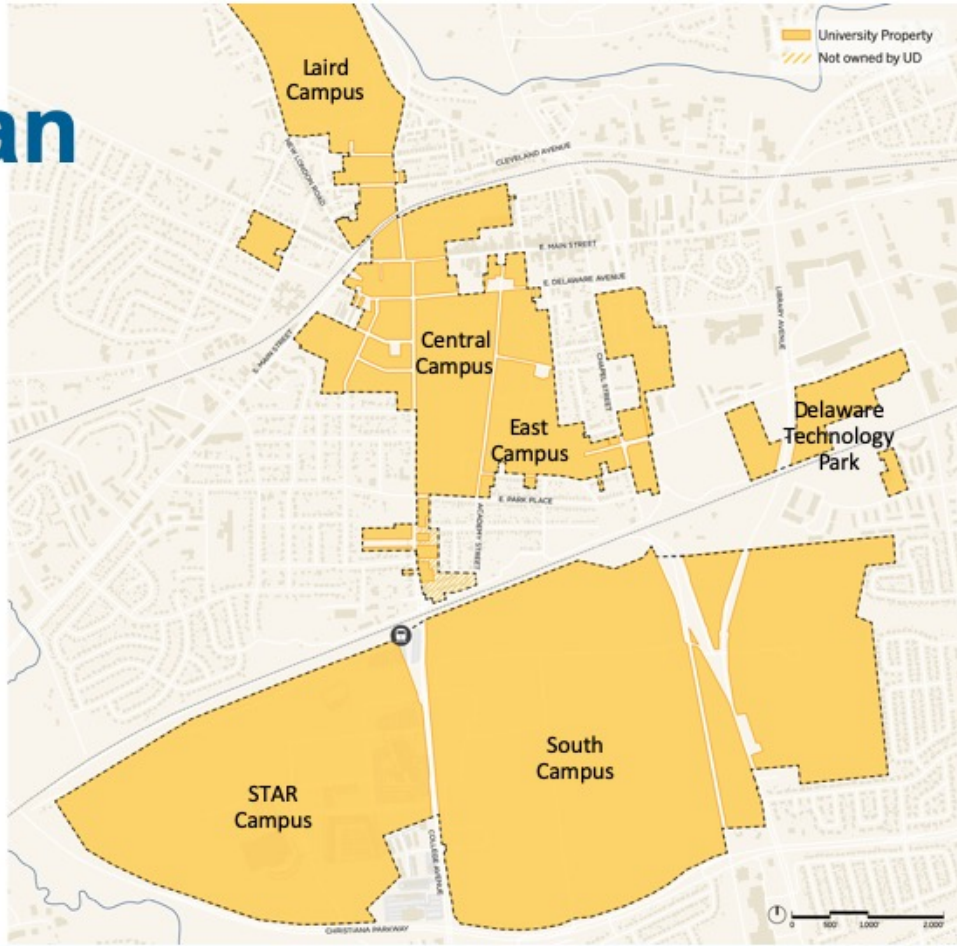 an
University Property
Not owned by UD
Laird
Campus
NEW LONDON ROAD
CLEVELAND AVENUE
E. MAIN STREET
E. DELAWARE AVENUE
LIBRARY AVENUE
E. MAIN STREET
Central
Campus
CHAPEL STREET
East
Campus
Delaware
Technology
Park
E. PARK PLACE
ACADEMY STREET
South
Campus
STAR
Campus
COLLEGE AVENUE
CHRISTIANA PARKWAY
0 500' 1,000' 2,000'